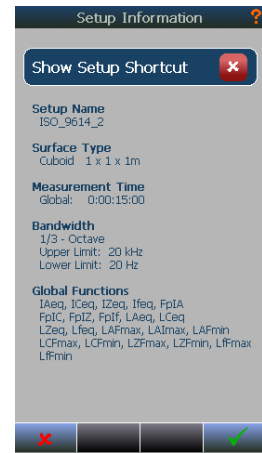 Setup Information ?
Show Setup Shortcut
Setup Name
ISO_9614_2
Surface Type
Cuboid 1 x 1 x 1m
Measurement Time
Global: 0:00:15:00
Bandwidth
1/3 - Octave
Upper Limit: 20 kHz
Lower Limit: 20 Hz
Global Functions
IAeq, ICeq, IZeq, Ifeq, FpIA
FpIC, FpIZ, FpIf, LAeq, LCeq
LZeq, Lfeq, LAFmax, LAImax, LAFmin
LCFmax, LCFmin, LZFmax, LZFmin, LfFmax
LfFmin